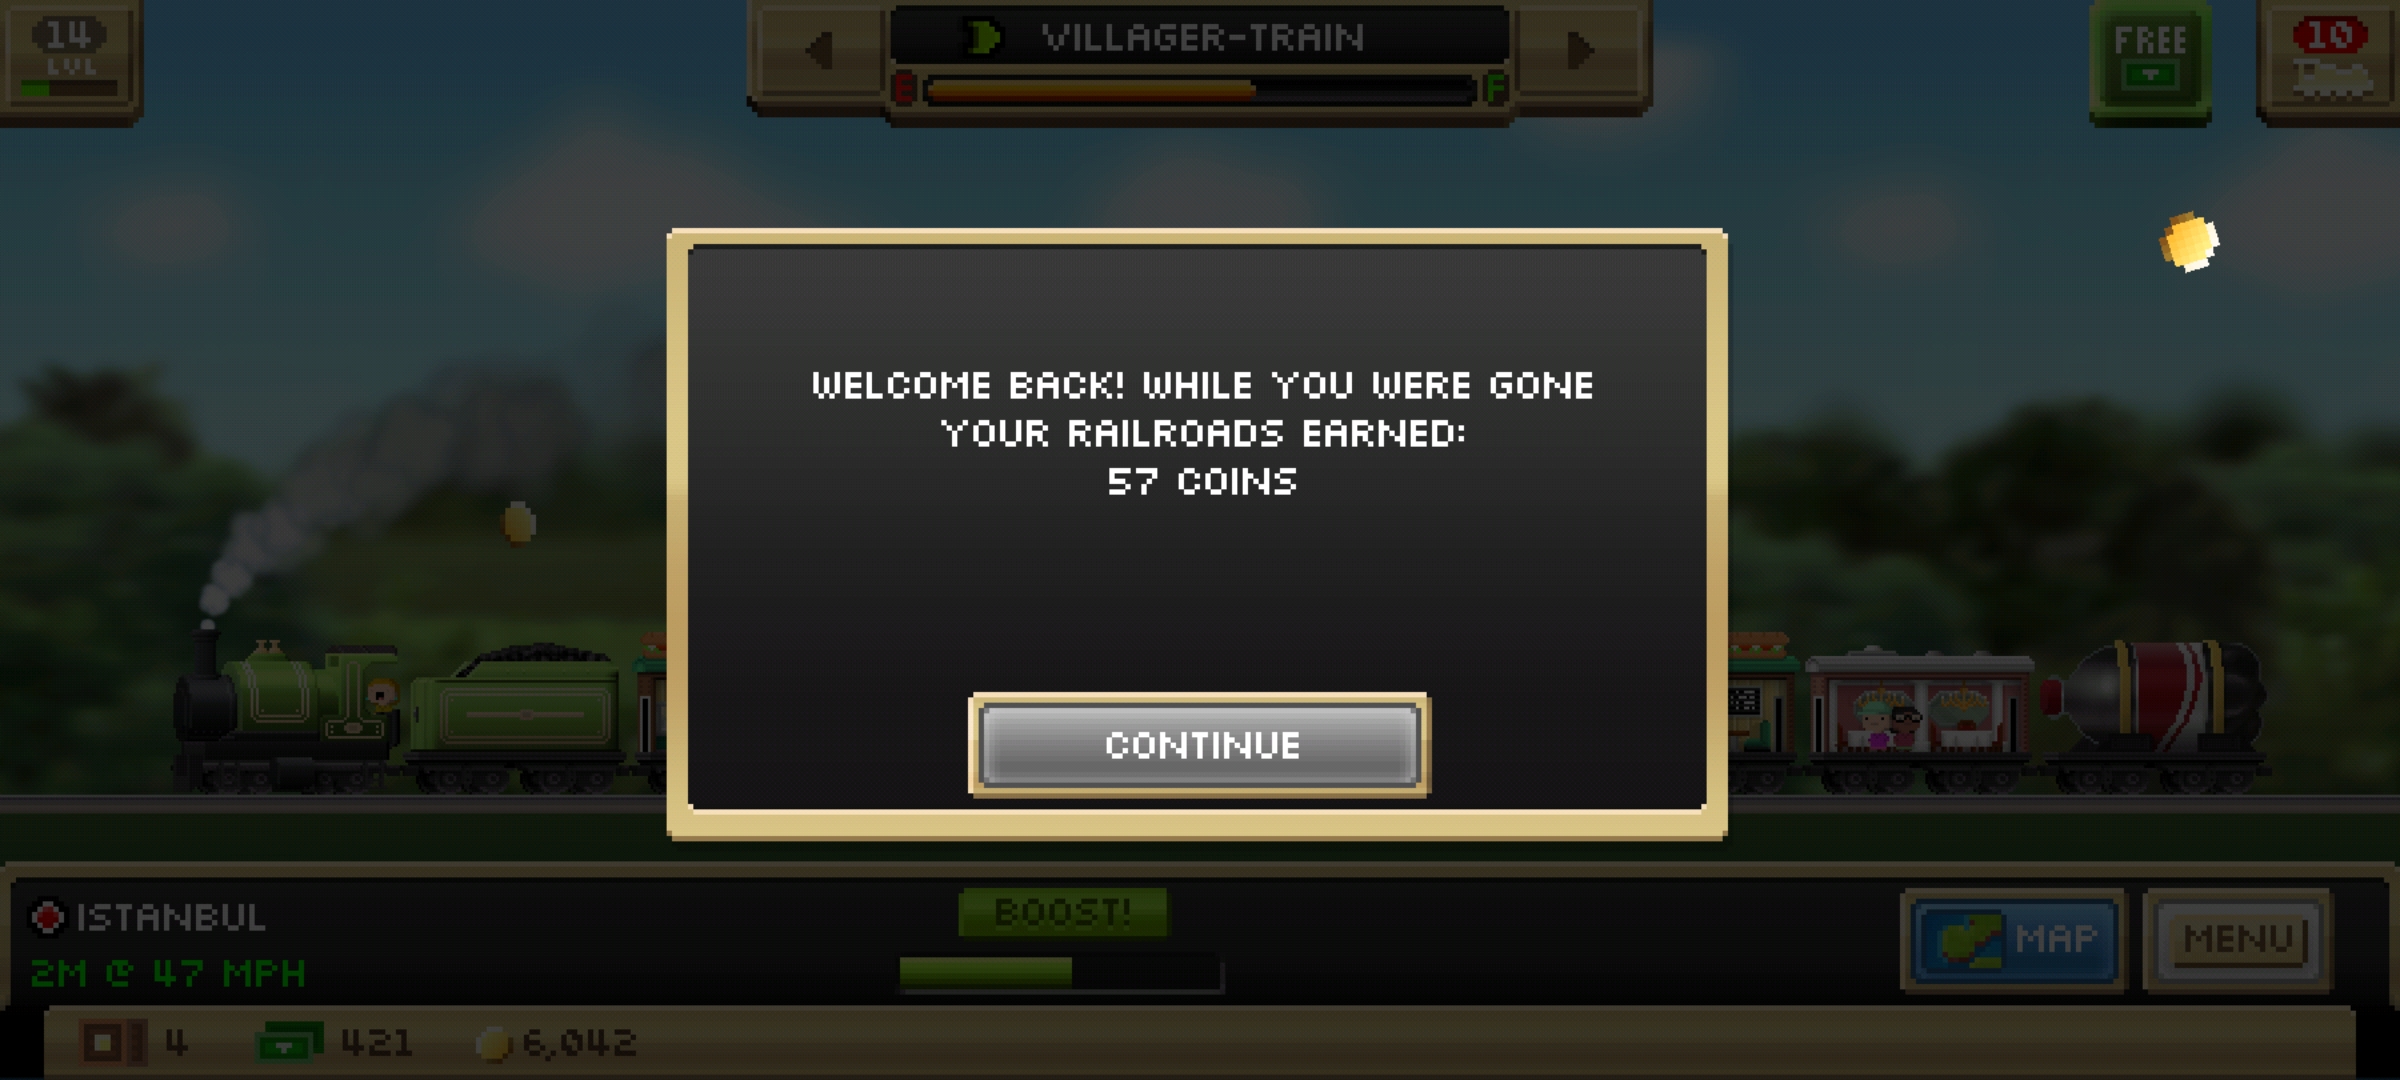 14
LVL
VILLAGER-TRAIN
E F
FREE
10
WELCOME BACK! WHILE YOU WERE GONE
YOUR RAILROADS EARNED:
57 COINS
CONTINUE
ISTANBUL
2M @ 47 MPH
BOOST!
MAP
MENU
4 421 6,042